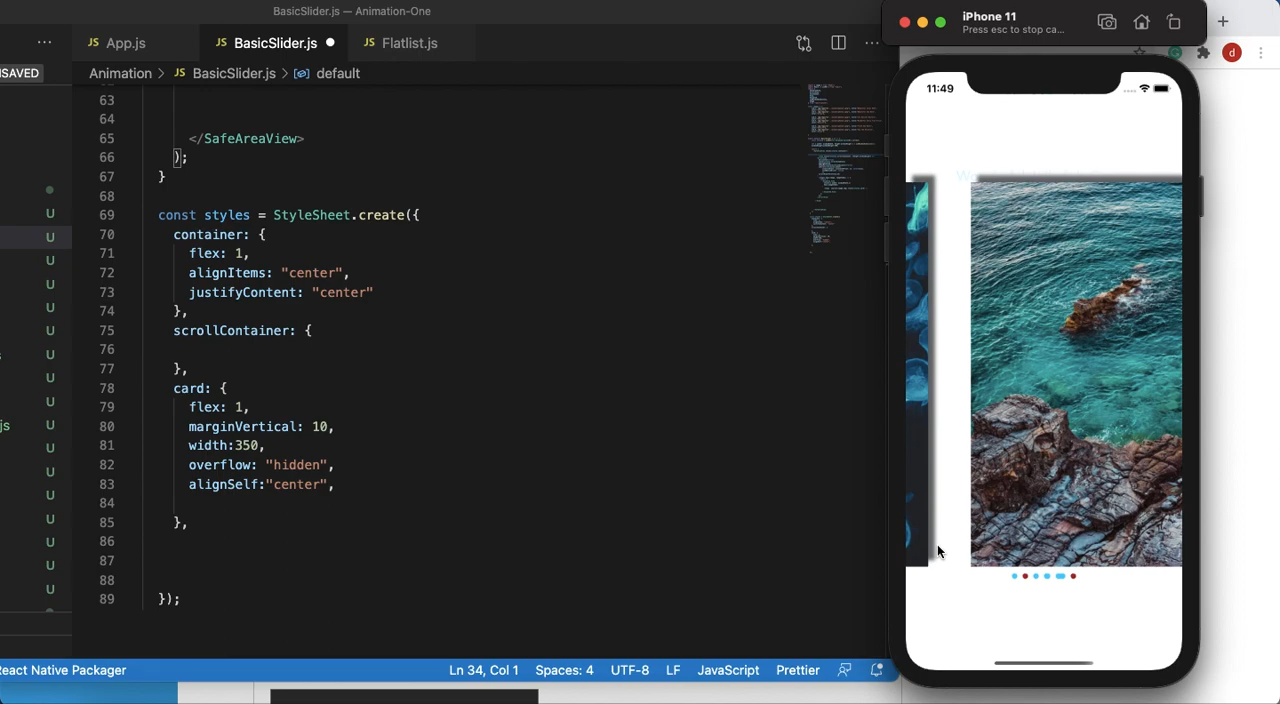 BasicSlider.js — Animation-One
JS App.js
JS BasicSlider.js
JS Flatlist.js
Animation > JS BasicSlider.js > default
63
64
65 </SafeAreaView>
66 );
67 }
68
69 const styles = StyleSheet.create({
70 container: {
71 flex: 1,
72 alignItems: "center",
73 justifyContent: "center"
74 },
75 scrollContainer: {
76
77 },
78 card: {
79 flex: 1,
80 marginVertical: 10,
81 width:350,
82 overflow: "hidden",
83 alignSelf:"center",
84
85 },
86
87
88
89 });
U
U
U
U
U
U
U
U
U
js U
U
U
U
U
U
U
U
React Native Packager
Ln 34, Col 1
Spaces: 4
UTF-8
LF
JavaScript
Prettier
iPhone 11
Press esc to stop ca...
d
11:49